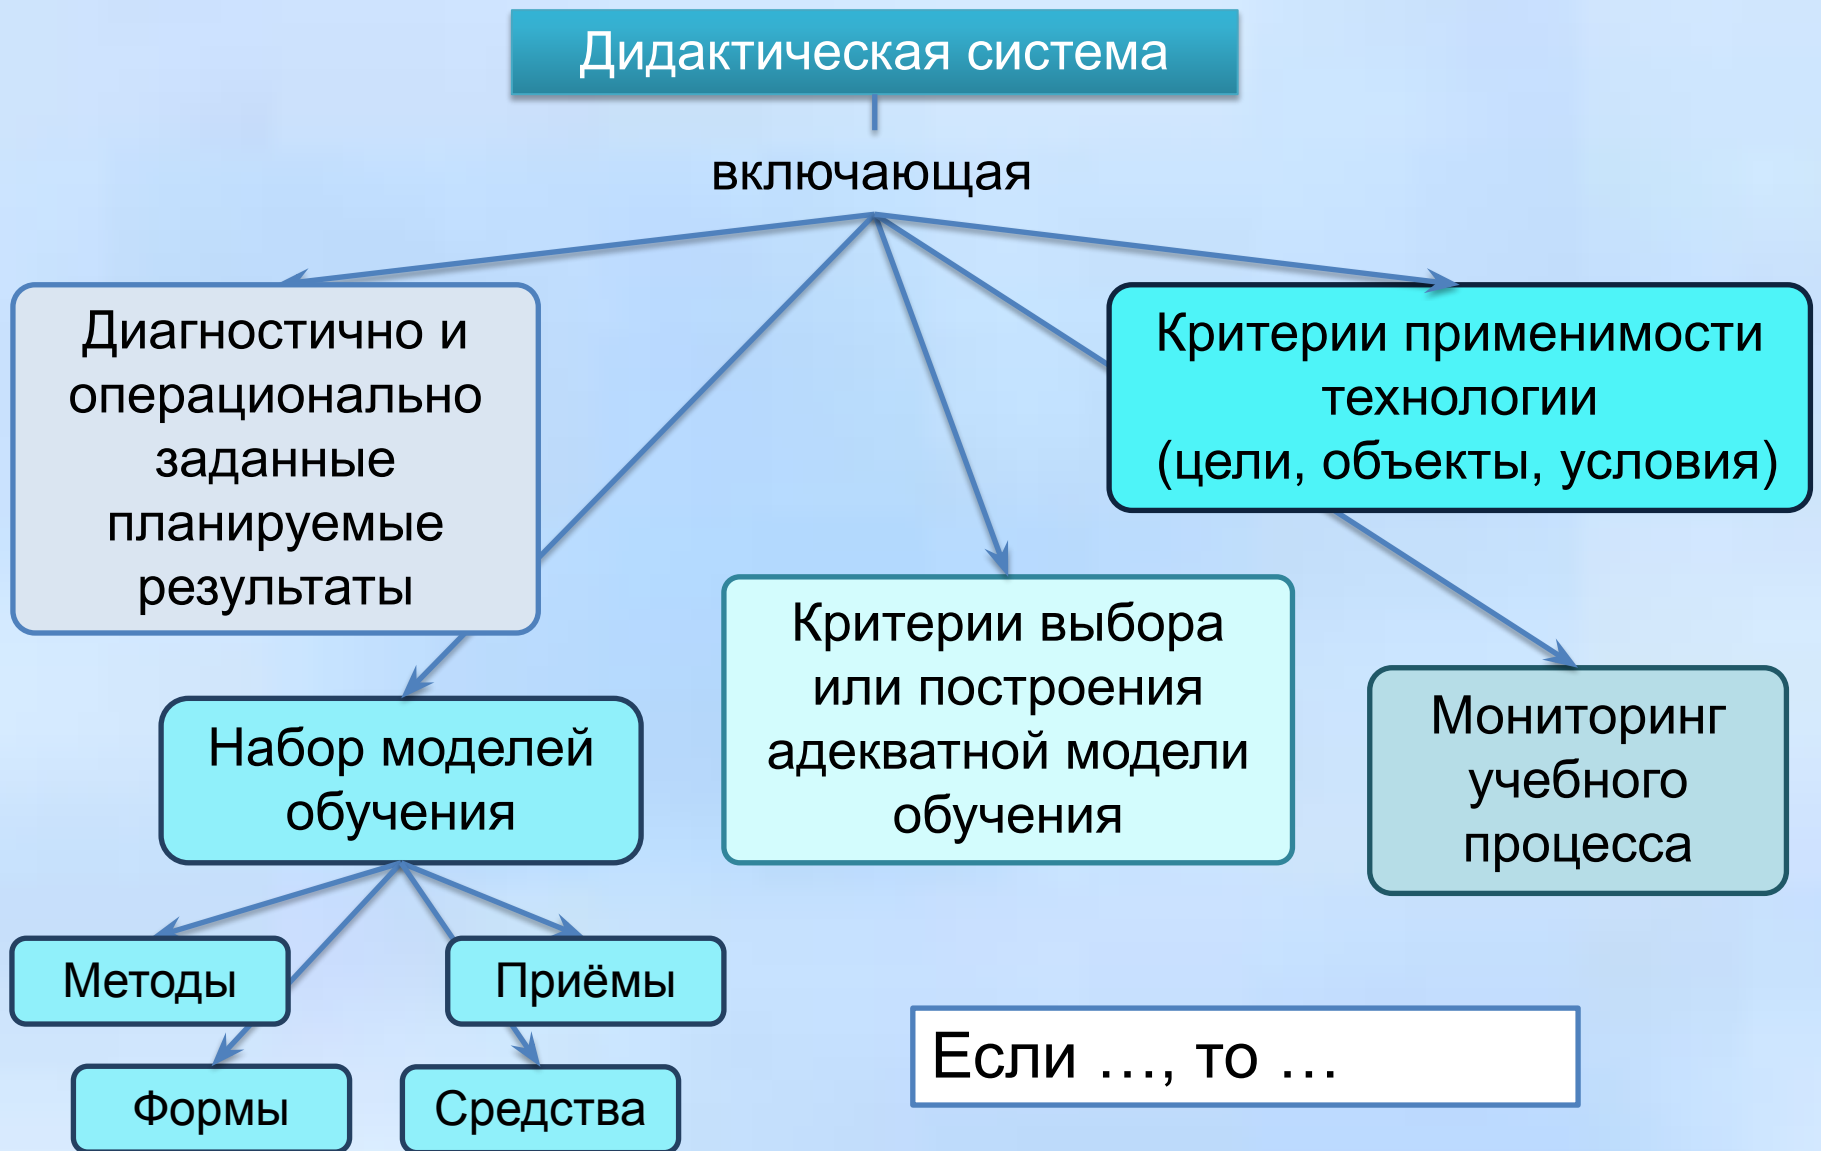 Дидактическая система
включающая
Диагностично и
операционально
заданные
планируемые
результаты
Критерии применимости
технологии
(цели, объекты, условия)
Набор моделей
обучения
Критерии выбора
или построения
адекватной модели
обучения
Мониторинг
учебного
процесса
Методы
Приёмы
Формы
Средства
Если ..., то ...